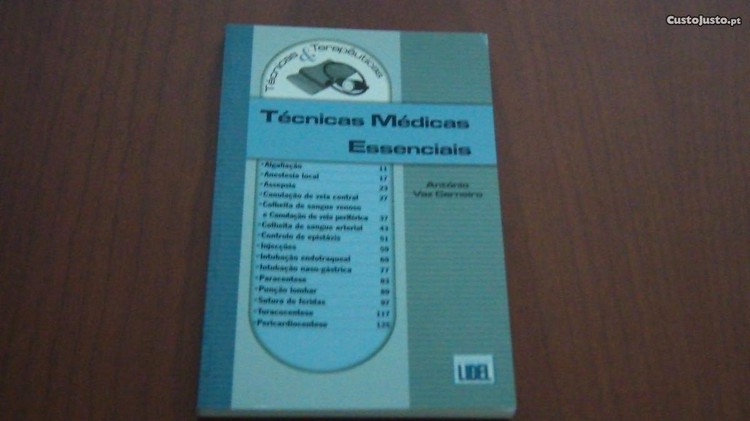 CustoJusto.pt
Técnicas & Terapêuticas
Técnicas Médicas
Essenciais
António
Vaz Carneiro
Algaliação 11
Anestesia local 17
Assepsia 23
Canulação de veia central 27
Colheita de sangue venoso
e Canulação de veia periférica 37
Colheita de sangue arterial 43
Controlo de epistáxis 51
Injecções 59
Intubação endotraqueal 69
Intubação naso-gástrica 77
Paracentese 83
Punção lombar 89
Sutura de feridas 97
Toracocentese 117
Pericardiocentese 125
LIDEL